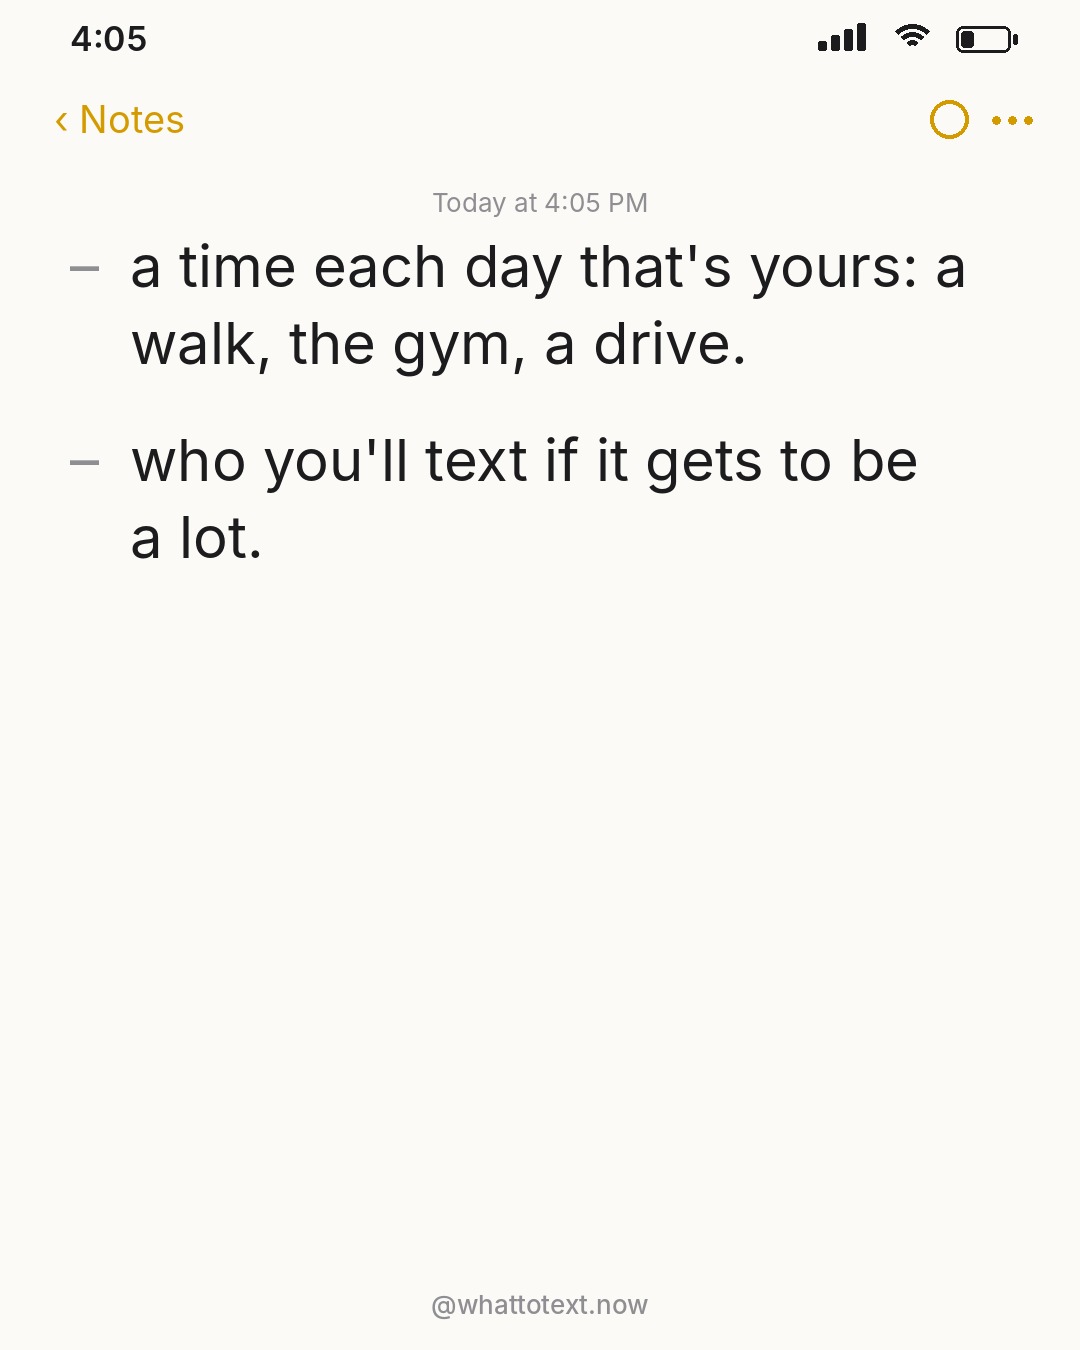 4:05
‹ Notes
Today at 4:05 PM
– a time each day that's yours: a
walk, the gym, a drive.
– who you'll text if it gets to be
a lot.
@whattotext.now